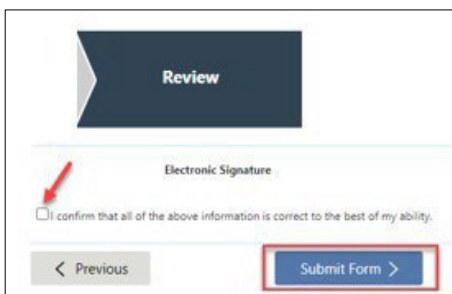 Review
Electronic Signature
I confirm that all of the above information is correct to the best of my ability.
< Previous
Submit Form >